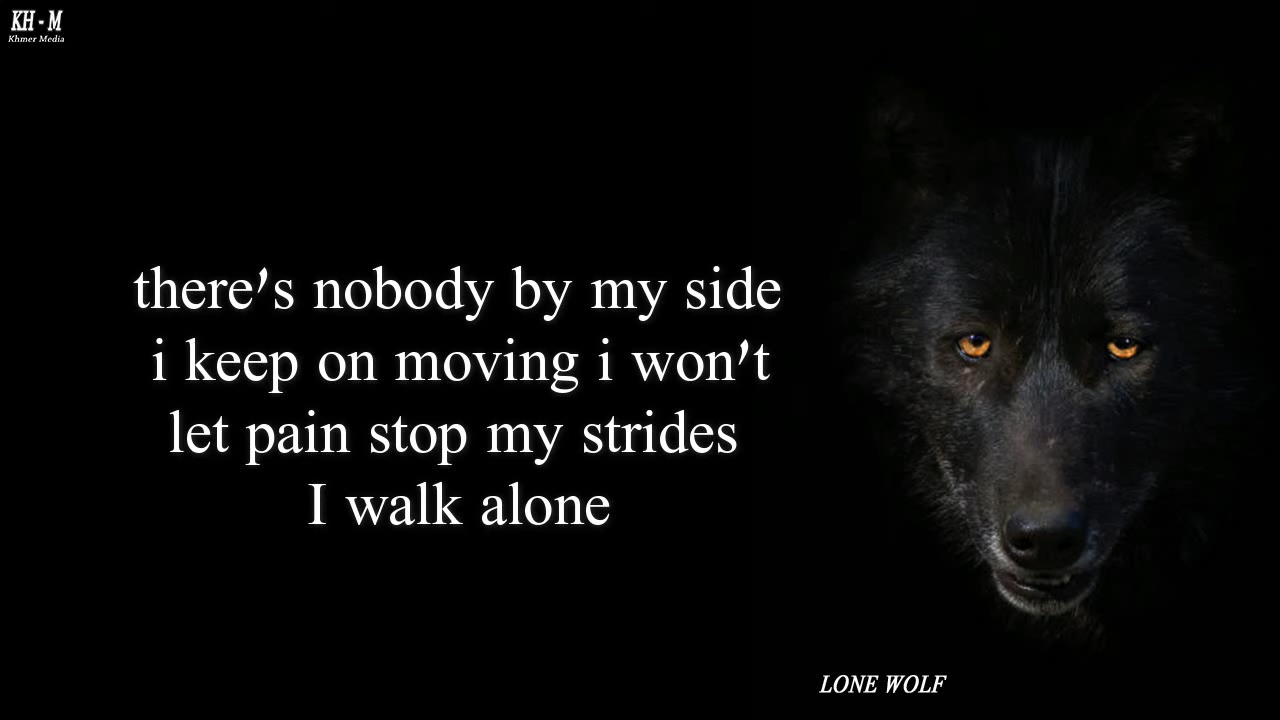 KH - M
Khmer Media
there's nobody by my side
i keep on moving i won't
let pain stop my strides
I walk alone
LONE WOLF